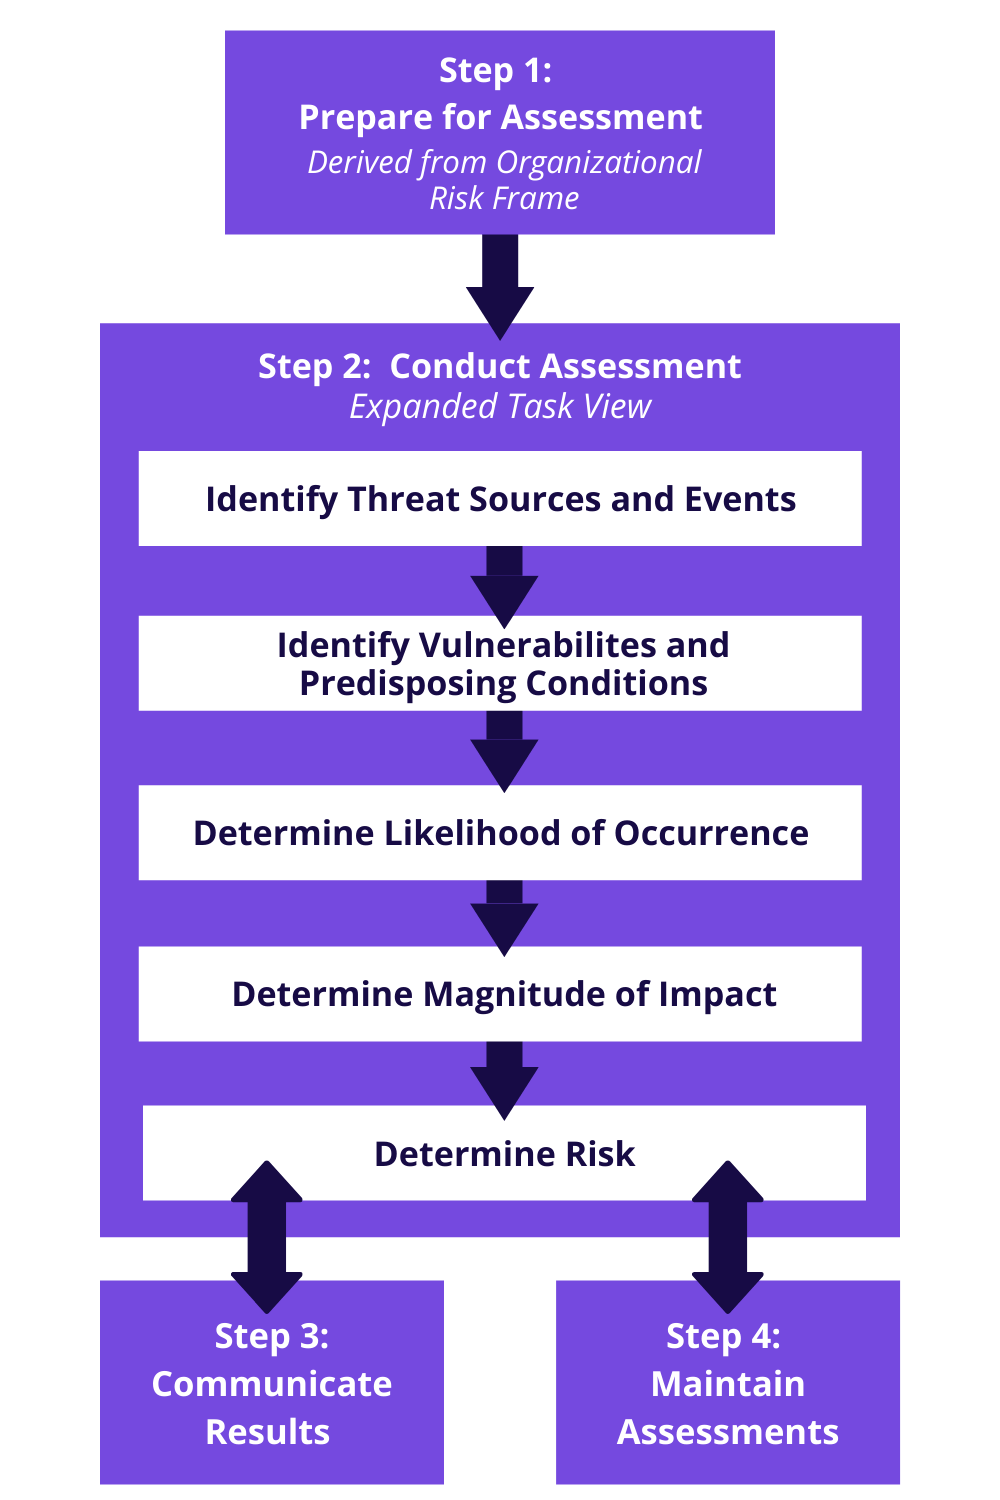 Step 1:
Prepare for Assessment
Derived from Organizational
Risk Frame
Step 2:  Conduct Assessment
Expanded Task View
Identify Threat Sources and Events
Identify Vulnerabilites and
Predisposing Conditions
Determine Likelihood of Occurrence
Determine Magnitude of Impact
Determine Risk
Step 3:
Communicate
Results
Step 4:
Maintain
Assessments